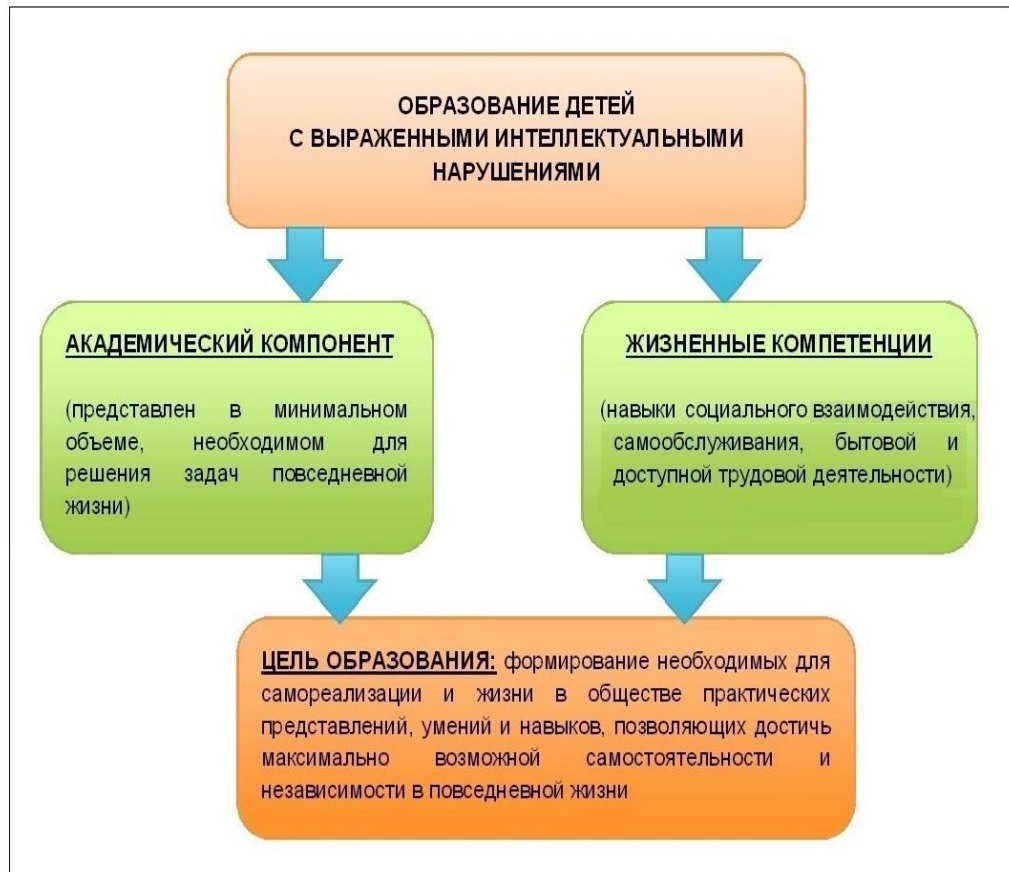 ОБРАЗОВАНИЕ ДЕТЕЙ
С ВЫРАЖЕННЫМИ ИНТЕЛЛЕКТУАЛЬНЫМИ
НАРУШЕНИЯМИ
АКАДЕМИЧЕСКИЙ КОМПОНЕНТ
(представлен в минимальном
объеме, необходимом для
решения задач повседневной
жизни)
ЖИЗНЕННЫЕ КОМПЕТЕНЦИИ
(навыки социального взаимодействия,
самообслуживания, бытовой и
доступной трудовой деятельности)
ЦЕЛЬ ОБРАЗОВАНИЯ: формирование необходимых для
самореализации и жизни в обществе практических
представлений, умений и навыков, позволяющих достичь
максимально возможной самостоятельности и
независимости в повседневной жизни